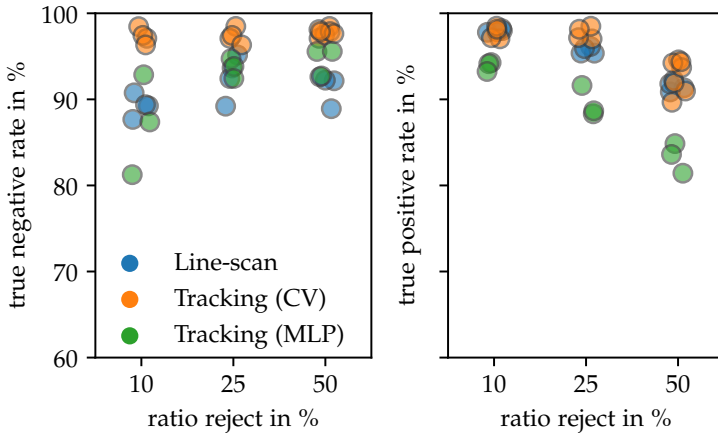 true negative rate in %
100
90
80
70
60
Line-scan
Tracking (CV)
Tracking (MLP)
10
25
50
ratio reject in %
true positive rate in %
10
25
50
ratio reject in %